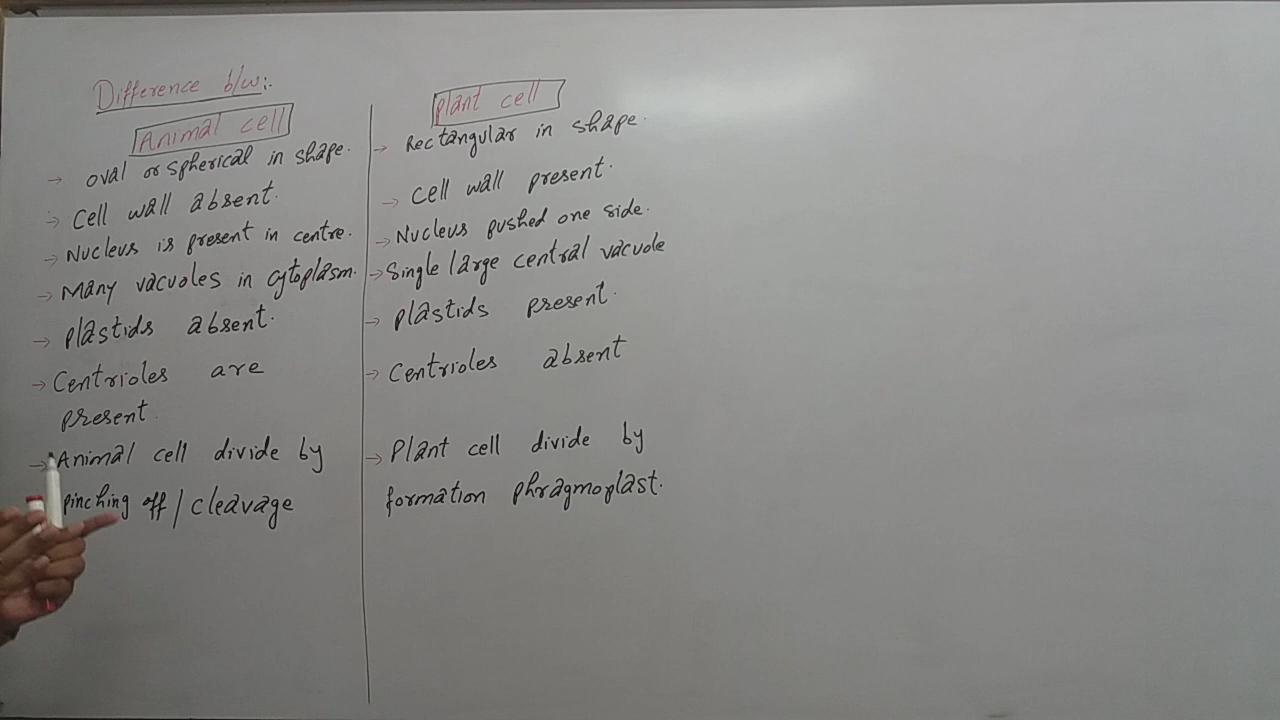 Difference b/w:.
Animal cell
→ oval or spherical in shape.
→ Cell wall absent.
→ Nucleus is present in centre.
→ Many vacuoles in cytoplasm.
→ Plastids absent.
→ Centrioles are
present.
→ Animal cell divide by
pinching off / cleavage
Plant cell
→ Rectangular in shape.
→ Cell wall present.
→ Nucleus pushed one side.
→ Single large central vacuole
→ Plastids present.
→ Centrioles absent
→ Plant cell divide by
formation phragmoplast.